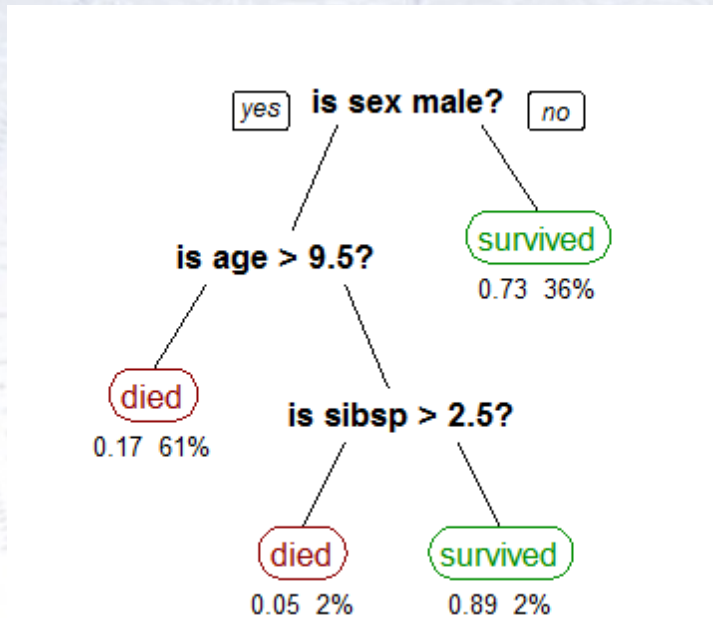 yes is sex male? no
is age > 9.5?
survived
0.73 36%
died
0.17 61%
is sibsp > 2.5?
died
0.05 2%
survived
0.89 2%